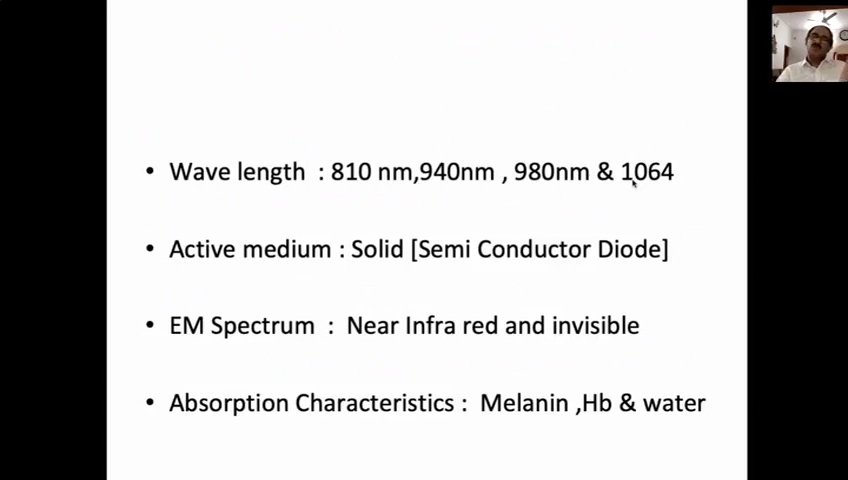 • Wave length : 810 nm,940nm , 980nm & 1064
• Active medium : Solid [Semi Conductor Diode]
• EM Spectrum : Near Infra red and invisible
• Absorption Characteristics : Melanin ,Hb & water